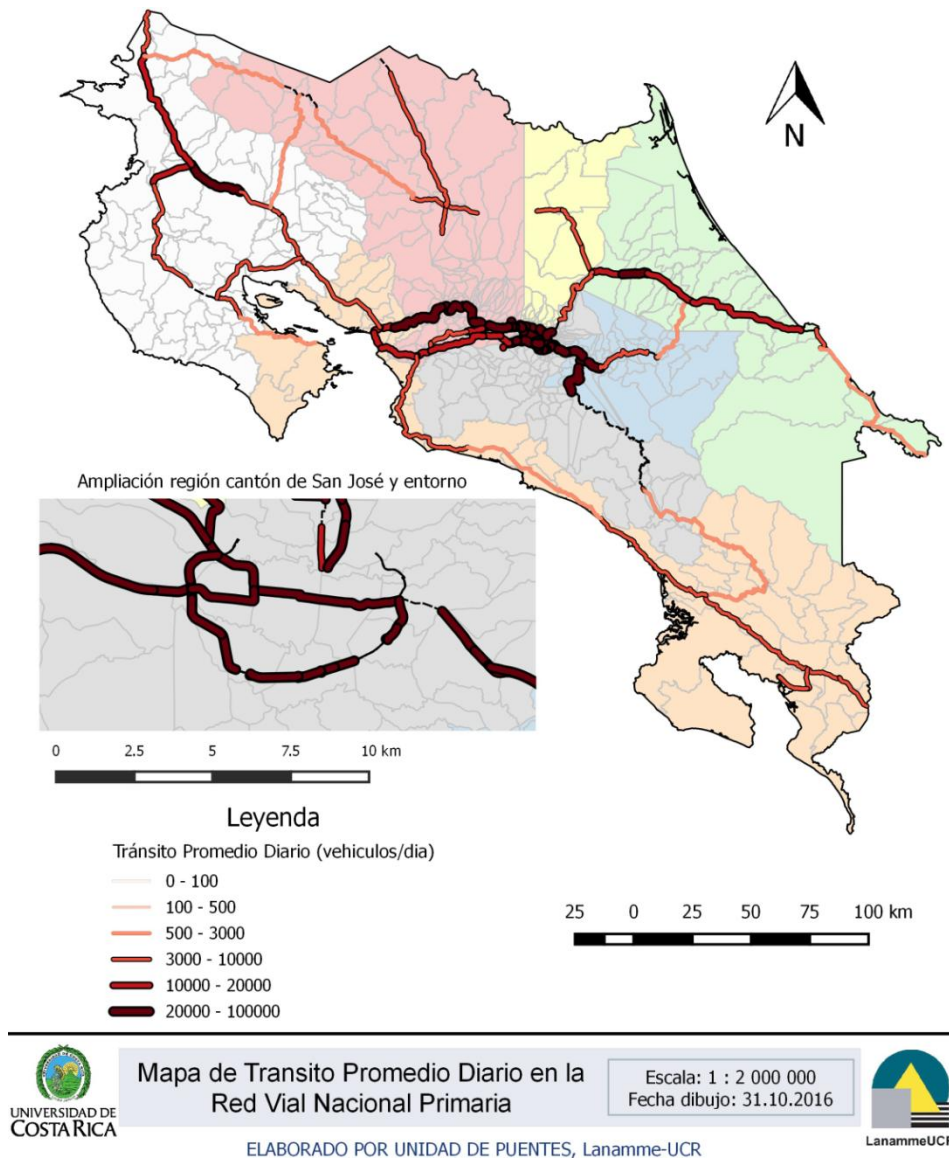 N
Ampliación región cantón de San José y entorno
0 2.5 5 7.5 10 km
Leyenda
Tránsito Promedio Diario (vehiculos/dia)
0 - 100
100 - 500
500 - 3000
3000 - 10000
10000 - 20000
20000 - 100000
25 0 25 50 75 100 km
UNIVERSIDAD DE
COSTA RICA
Mapa de Transito Promedio Diario en la
Red Vial Nacional Primaria
Escala: 1 : 2 000 000
Fecha dibujo: 31.10.2016
LanammeUCR
ELABORADO POR UNIDAD DE PUENTES, Lanamme-UCR